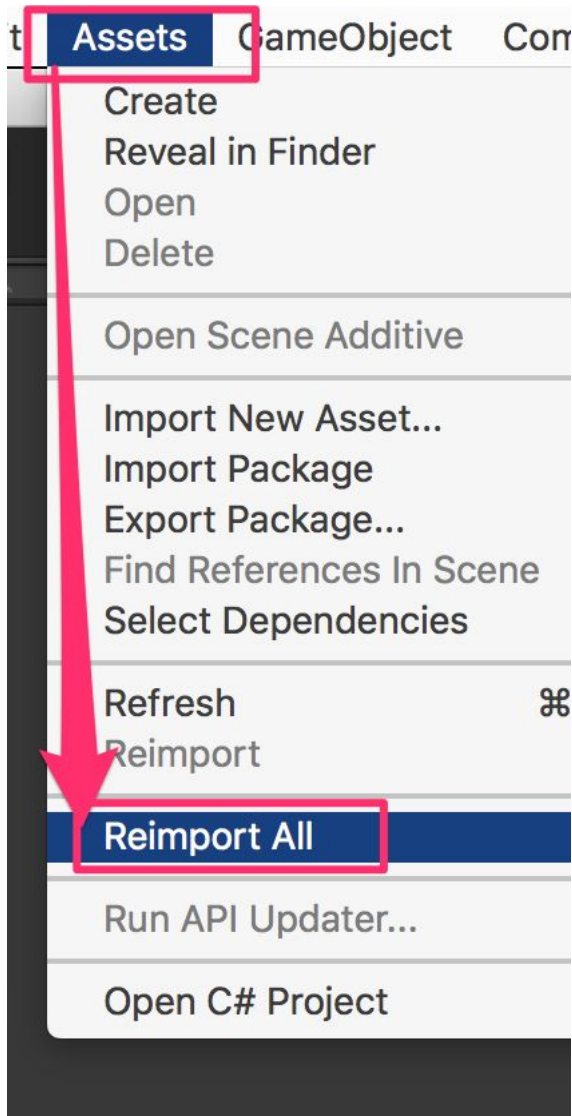 t Assets GameObject Com
Create
Reveal in Finder
Open
Delete
Open Scene Additive
Import New Asset...
Import Package
Export Package...
Find References In Scene
Select Dependencies
Refresh ⌘
Reimport
Reimport All
Run API Updater...
Open C# Project